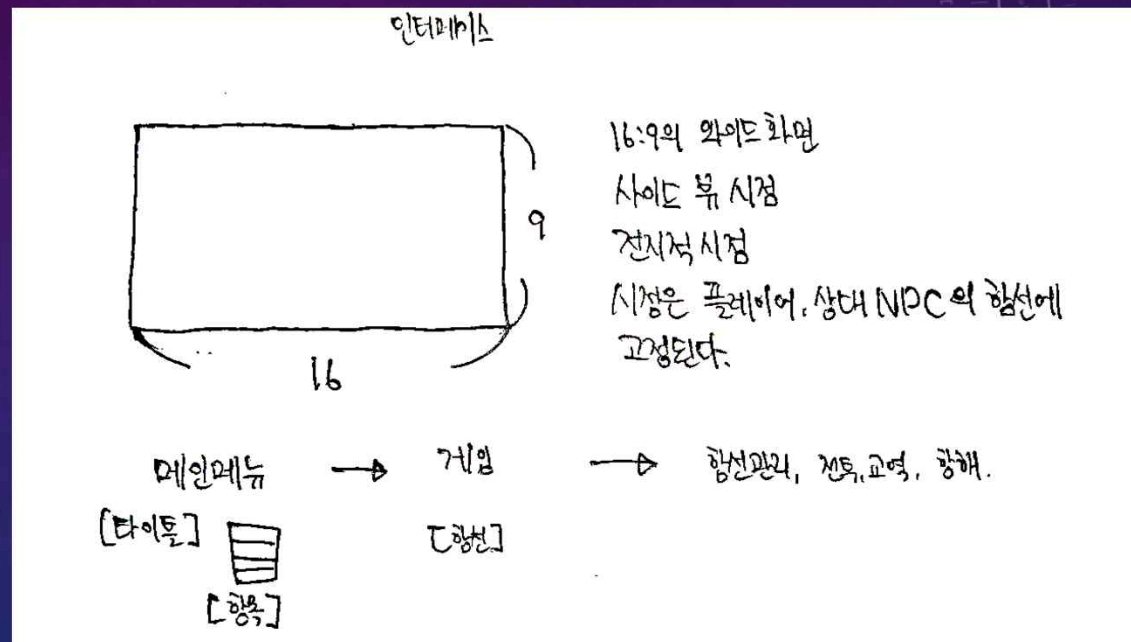 인터페이스
16:9의 와이드 화면
사이드 뷰 시점
전지적 시점
시점은 플레이어, 상대 NPC의 함선에
고정된다.
9
16
메인메뉴 → 게임 → 함선관리, 전투, 교역, 항해.
[타이틀]
[함선]
[항목]